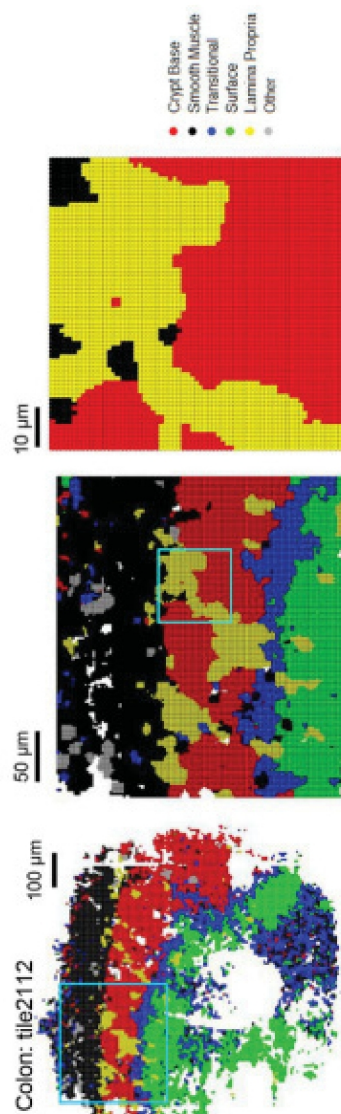 Colon: tile2112
100 µm
50 µm
10 µm
Crypt Base
Smooth Muscle
Transitional
Surface
Lamina Propria
Other